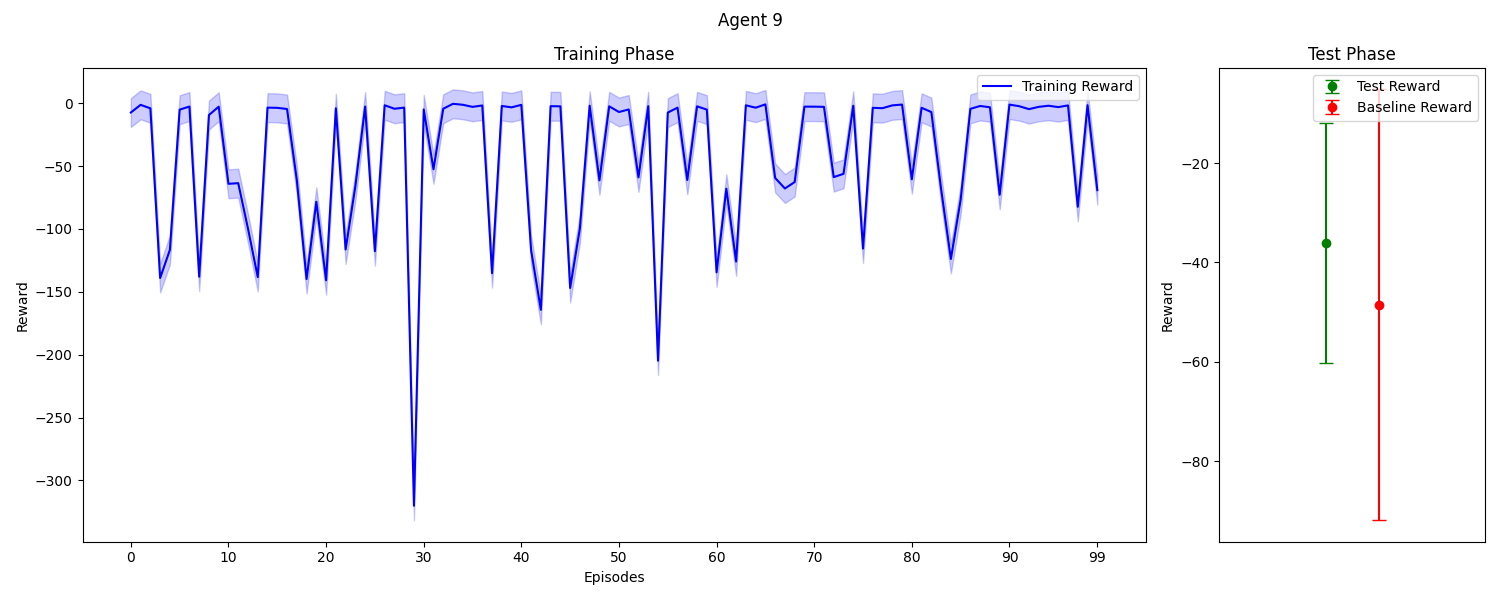 Agent 9
Training Phase
Training Reward
Reward
0
−50
−100
−150
−200
−250
−300
0 10 20 30 40 50 60 70 80 90 99
Episodes
Test Phase
Test Reward
Baseline Reward
Reward
−20
−40
−60
−80